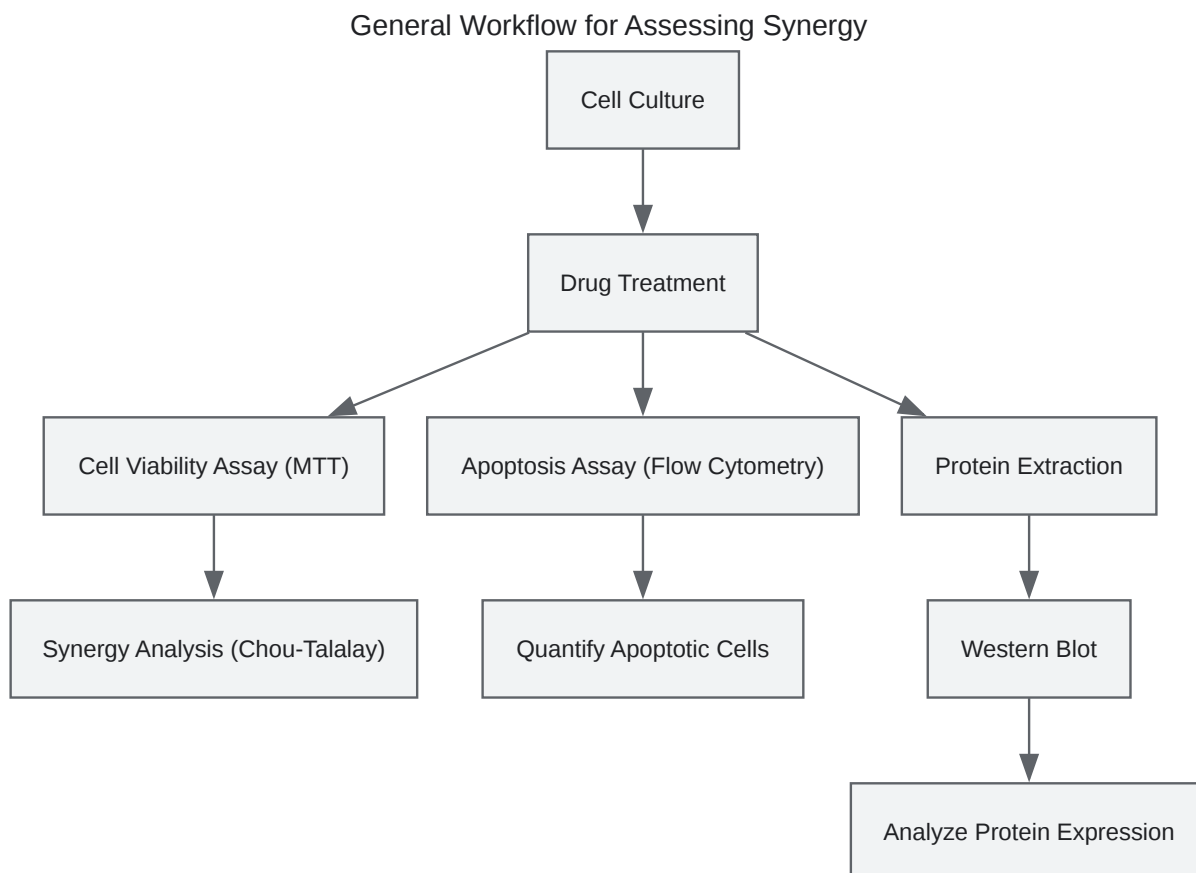 General Workflow for Assessing Synergy
Cell Culture
Drug Treatment
Cell Viability Assay (MTT)
Apoptosis Assay (Flow Cytometry)
Protein Extraction
Synergy Analysis (Chou-Talalay)
Quantify Apoptotic Cells
Western Blot
Analyze Protein Expression